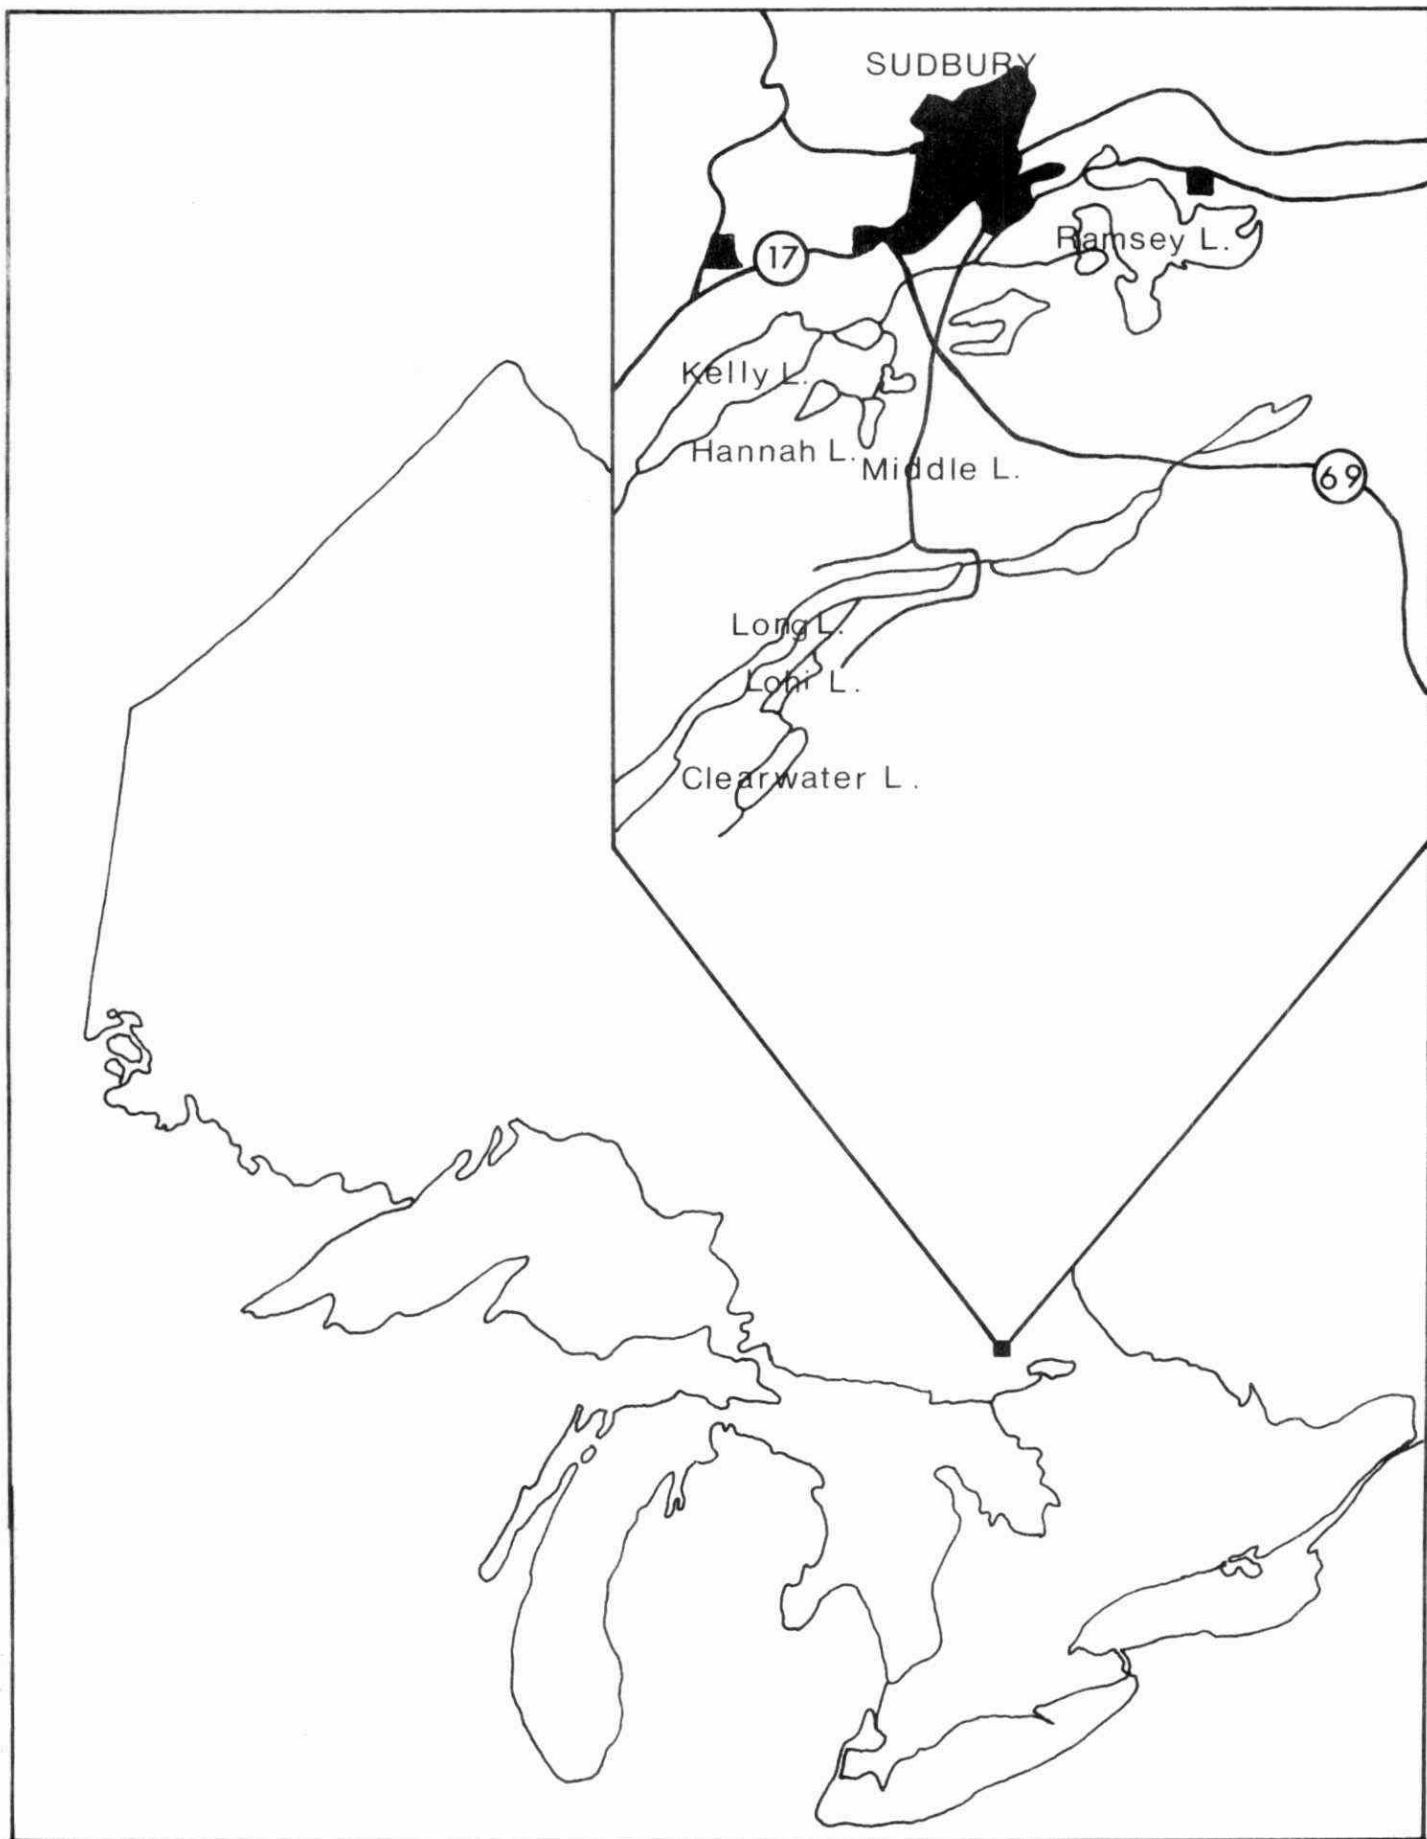 SUDBURY
Ramsey L.
17
Kelly L.
Hannah L.
Middle L.
69
Long L.
Lohi L.
Clearwater L.